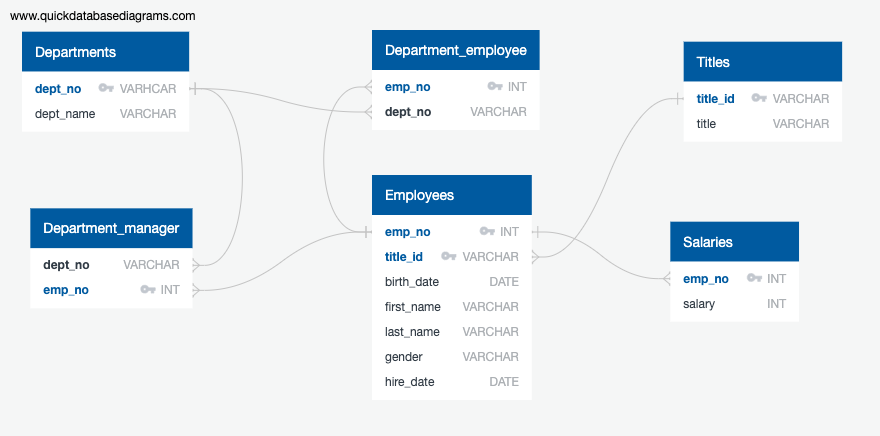 www.quickdatabasediagrams.com
Departments
dept_no VARHCAR
dept_name VARCHAR
Department_employee
emp_no INT
dept_no VARCHAR
Titles
title_id VARCHAR
title VARCHAR
Department_manager
dept_no VARCHAR
emp_no INT
Employees
emp_no INT
title_id VARCHAR
birth_date DATE
first_name VARCHAR
last_name VARCHAR
gender VARCHAR
hire_date DATE
Salaries
emp_no INT
salary INT